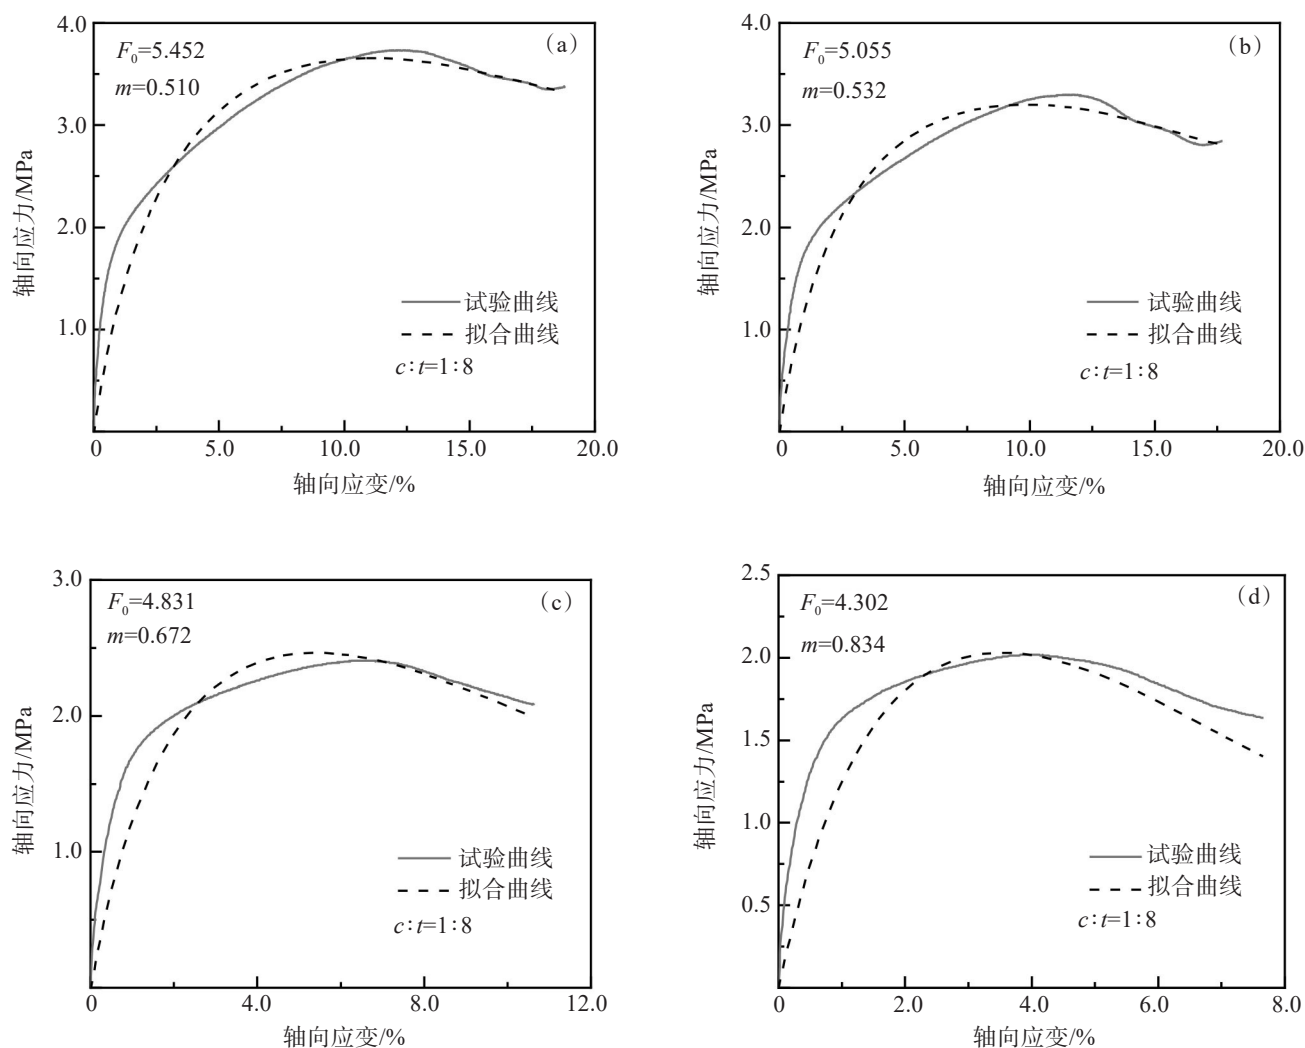 4.0
F₀=5.452
（a）
m=0.510
3.0
2.0
1.0
轴向应力/MPa
试验曲线
拟合曲线
c∶t=1∶8
0
5.0
10.0
15.0
20.0
轴向应变/%
4.0
F₀=5.055
（b）
m=0.532
3.0
2.0
1.0
轴向应力/MPa
试验曲线
拟合曲线
c∶t=1∶8
0
5.0
10.0
15.0
20.0
轴向应变/%
3.0
F₀=4.831
（c）
m=0.672
2.0
1.0
轴向应力/MPa
试验曲线
拟合曲线
c∶t=1∶8
0
4.0
8.0
12.0
轴向应变/%
2.5
F₀=4.302
（d）
m=0.834
2.0
1.5
1.0
0.5
轴向应力/MPa
试验曲线
拟合曲线
c∶t=1∶8
0
2.0
4.0
6.0
8.0
轴向应变/%